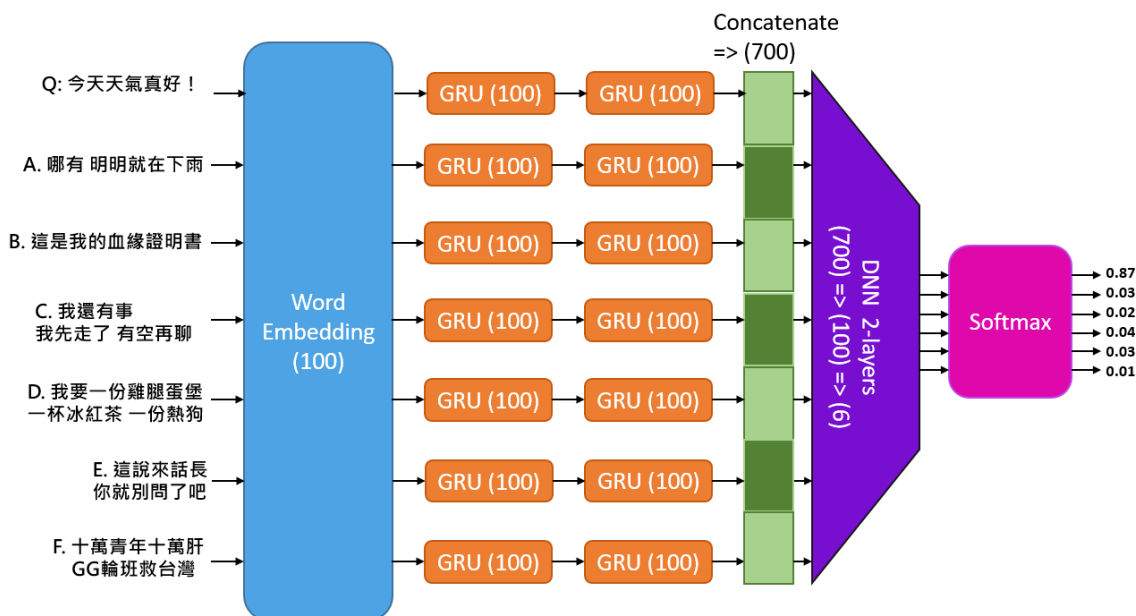 Concatenate
=> (700)
Q: 今天天氣真好！
GRU (100)
GRU (100)
A. 哪有 明明就在下雨
GRU (100)
GRU (100)
B. 這是我的血緣證明書
GRU (100)
GRU (100)
C. 我還有事
我先走了 有空再聊
GRU (100)
GRU (100)
D. 我要一份雞腿蛋堡
一杯冰紅茶 一份熱狗
GRU (100)
GRU (100)
E. 這說來話長
你就別問了吧
GRU (100)
GRU (100)
F. 十萬青年十萬肝
GG輪班救台灣
GRU (100)
GRU (100)
Word
Embedding
(100)
DNN 2-layers
(700) => (100) => (6)
Softmax
0.87
0.03
0.02
0.04
0.03
0.01